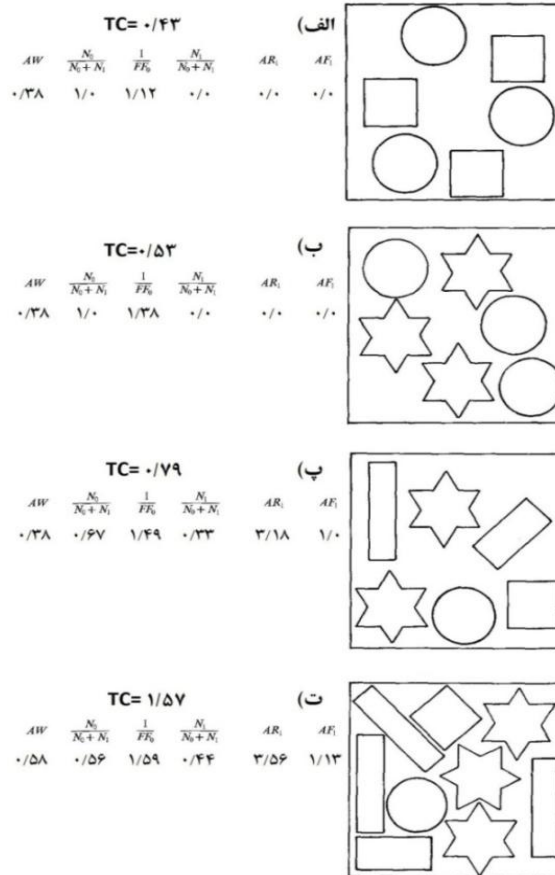 الف) TC=۰/۴۳
AW N₀/(N₀+N₁) 1/FF₀ N₁/(N₀+N₁) AR₁ AF₁
۰/۳۸ ۱/۰ ۱/۱۲ ۰/۰ ۰/۰ ۰/۰
ب) TC=۰/۵۳
AW N₀/(N₀+N₁) 1/FF₀ N₁/(N₀+N₁) AR₁ AF₁
۰/۳۸ ۱/۰ ۱/۳۸ ۰/۰ ۰/۰ ۰/۰
پ) TC= ۰/۷۹
AW N₀/(N₀+N₁) 1/FF₀ N₁/(N₀+N₁) AR₁ AF₁
۰/۳۸ ۰/۶۷ ۱/۴۹ ۰/۳۳ ۳/۱۸ ۱/۰
ت) TC= ۱/۵۷
AW N₀/(N₀+N₁) 1/FF₀ N₁/(N₀+N₁) AR₁ AF₁
۰/۵۸ ۰/۵۶ ۱/۵۹ ۰/۴۴ ۳/۵۶ ۱/۱۳